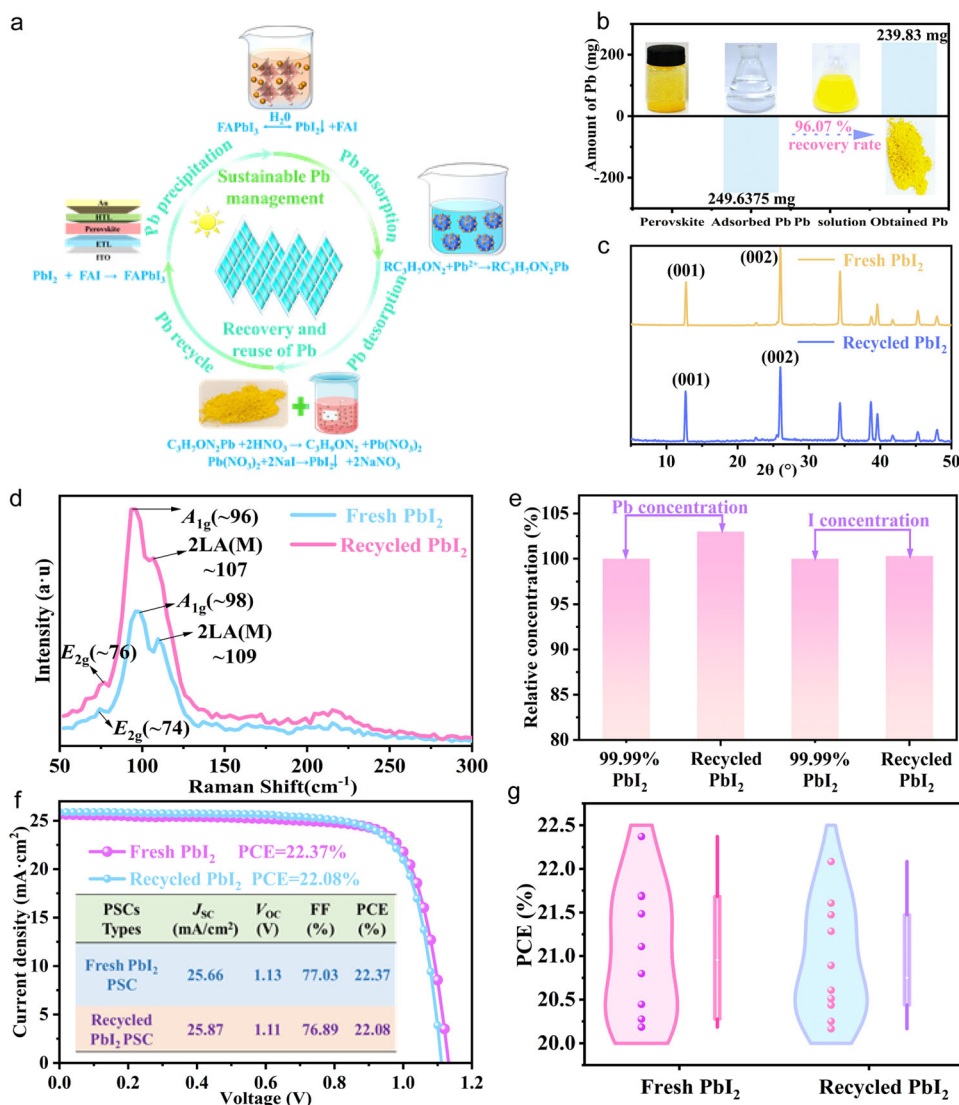 a
H₂0
FAPbI₃ ⟷ PbI₂↓ +FAI
Pb precipitation
Sustainable Pb
management
Pb adsorption
Au
HTL
Perovskite
ETL
ITO
PbI₂ + FAI → FAPbI₃
RC₃H₇ON₂+Pb²⁺→RC₃H₇ON₂Pb
Recovery and
reuse of Pb
Pb recycle
Pb desorption
C₃H₇ON₂Pb +2HNO₃→ C₃H₉ON₂ +Pb(NO₃)₂
Pb(NO₃)₂+2NaI→PbI₂↓ +2NaNO₃
b
Amount of Pb (mg)
200
0
-200
239.83 mg
96.07 %
recovery rate
249.6375 mg
Perovskite Adsorbed Pb Pb solution Obtained Pb
c
(001)
(002)
Fresh PbI₂
(001)
(002)
Recycled PbI₂
10 20 30 40 50
2θ (°)
d
Intensity (a·u)
A₁g(~96)
2LA(M)
~107
A₁g(~98)
2LA(M)
~109
E₂g(~76)
E₂g(~74)
Fresh PbI₂
Recycled PbI₂
50 100 150 200 250 300
Raman Shift(cm⁻¹)
e
Relative concentration (%)
105
100
95
90
85
80
Pb concentration
I concentration
99.99% Recycled PbI₂ 99.99% Recycled
PbI₂ PbI₂ PbI₂
f
Current density (mA·cm²)
25
20
15
10
5
0
Fresh PbI₂ PCE=22.37%
Recycled PbI₂ PCE=22.08%
PSCs Types J_SC (mA/cm²) V_OC (V) FF (%) PCE (%)
Fresh PbI₂ PSC 25.66 1.13 77.03 22.37
Recycled PbI₂ PSC 25.87 1.11 76.89 22.08
0.0 0.2 0.4 0.6 0.8 1.0 1.2
Voltage (V)
g
PCE (%)
22.5
22.0
21.5
21.0
20.5
20.0
Fresh PbI₂ Recycled PbI₂